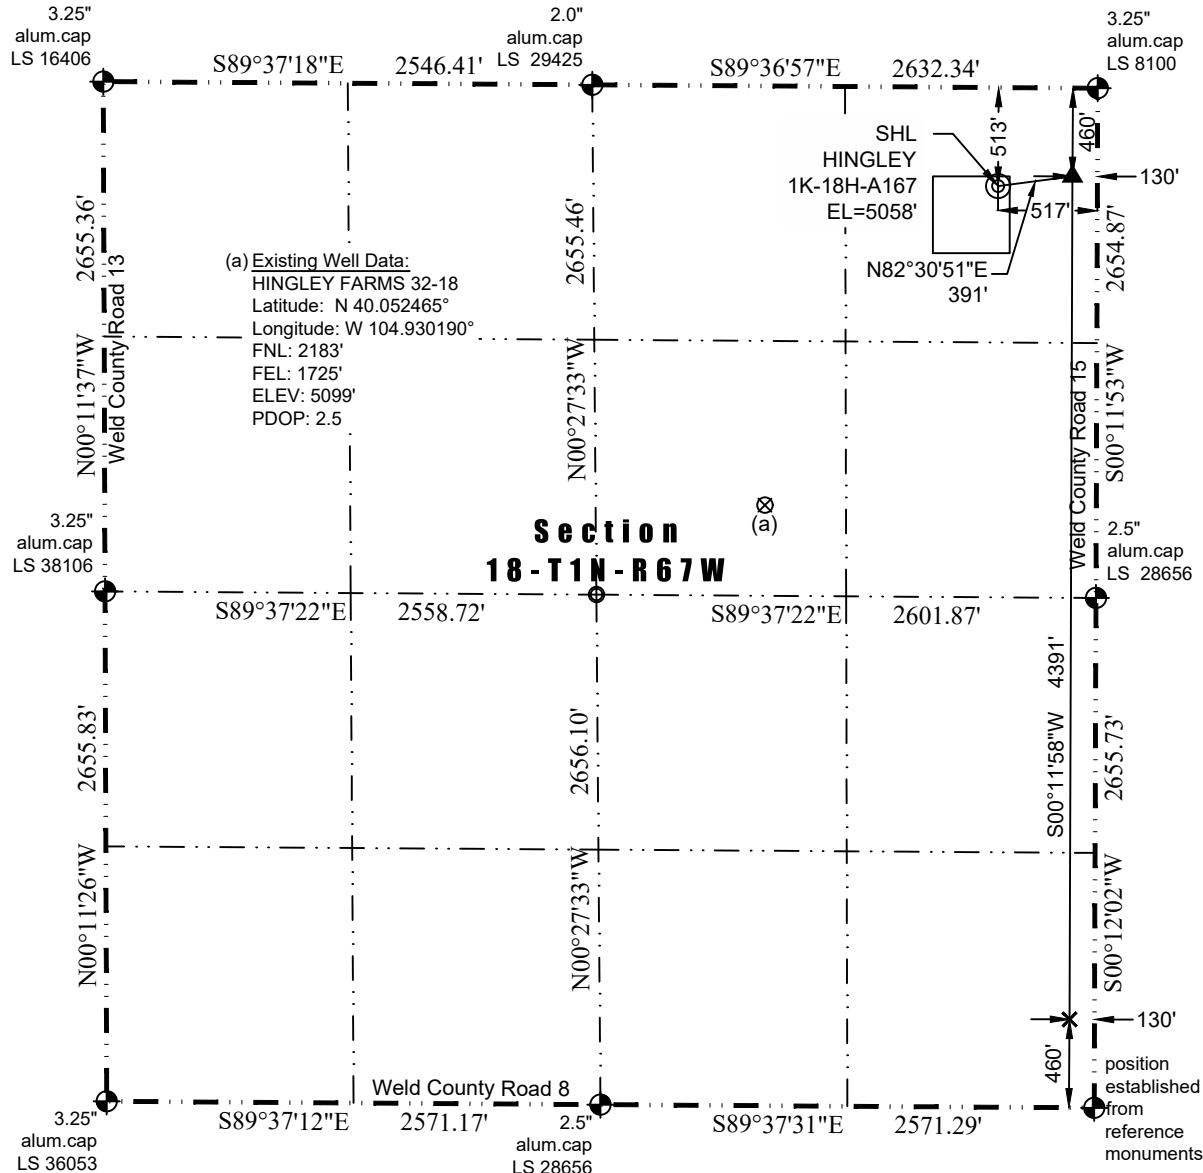 3.25"
alum.cap
LS 16406
2.0"
alum.cap
LS 29425
3.25"
alum.cap
LS 8100
S89°37'18"E 2546.41'
S89°36'57"E 2632.34'
513'
460'
SHL
HINGLEY
1K-18H-A167
EL=5058'
130'
517'
N82°30'51"E
391'
2655.36'
N00°11'37"W
Weld County Road 13
2655.46'
N00°27'33"W
2654.87'
S00°11'53"W
Weld County Road 15
(a) Existing Well Data:
HINGLEY FARMS 32-18
Latitude: N 40.052465°
Longitude: W 104.930190°
FNL: 2183'
FEL: 1725'
ELEV: 5099'
PDOP: 2.5
(a)
Section
18-T1N-R67W
3.25"
alum.cap
LS 38106
2.5"
alum.cap
LS 28656
S89°37'22"E 2558.72'
S89°37'22"E 2601.87'
2655.83'
N00°11'26"W
2656.10'
N00°27'33"W
S00°11'58"W 4391'
2655.73'
S00°12'02"W
130'
460'
Weld County Road 8
S89°37'12"E 2571.17'
S89°37'31"E 2571.29'
3.25"
alum.cap
LS 36053
2.5"
alum.cap
LS 28656
position
established
from
reference
monuments